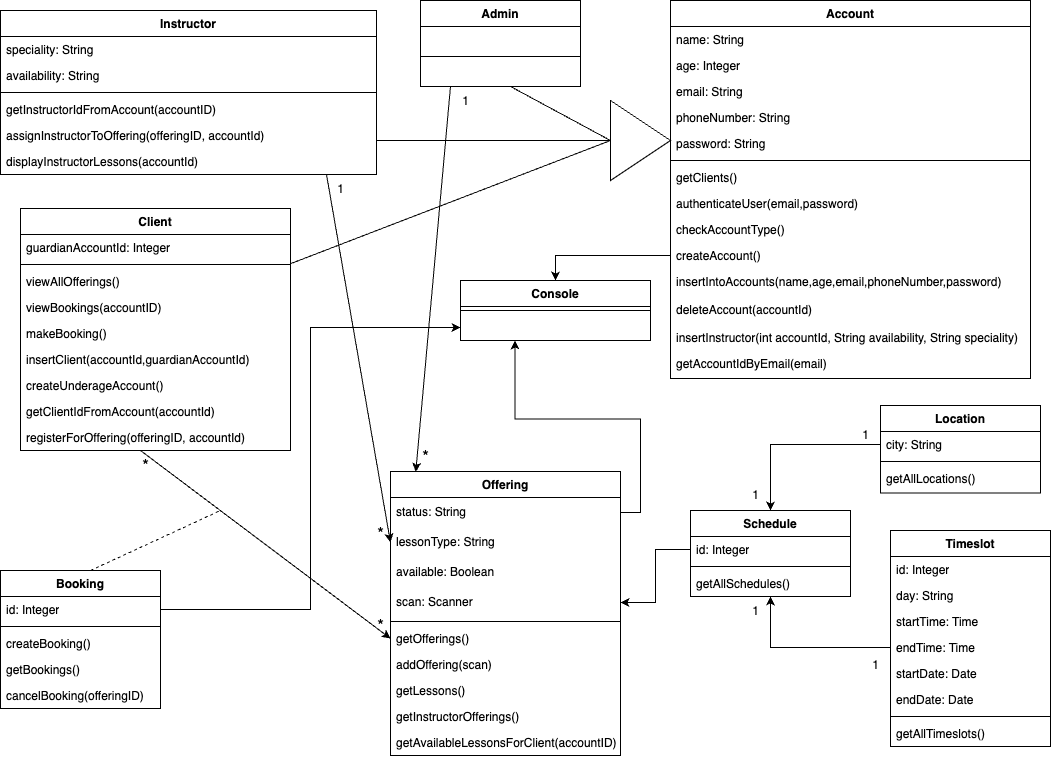 Instructor
speciality: String
availability: String
getInstructorIdFromAccount(accountID)
assignInstructorToOffering(offeringID, accountId)
displayInstructorLessons(accountId)
1
Admin
1
Account
name: String
age: Integer
email: String
phoneNumber: String
password: String
getClients()
authenticateUser(email,password)
checkAccountType()
createAccount()
insertIntoAccounts(name,age,email,phoneNumber,password)
deleteAccount(accountId)
insertInstructor(int accountId, String availability, String speciality)
getAccountIdByEmail(email)
Client
guardianAccountId: Integer
viewAllOfferings()
viewBookings(accountID)
makeBooking()
insertClient(accountId,guardianAccountId)
createUnderageAccount()
getClientIdFromAccount(accountId)
registerForOffering(offeringID, accountId)
*
Console
Booking
id: Integer
createBooking()
getBookings()
cancelBooking(offeringID)
*
*
*
Offering
status: String
lessonType: String
available: Boolean
scan: Scanner
getOfferings()
addOffering(scan)
getLessons()
getInstructorOfferings()
getAvailableLessonsForClient(accountID)
Location
city: String
getAllLocations()
1
1
Schedule
id: Integer
getAllSchedules()
1
1
Timeslot
id: Integer
day: String
startTime: Time
endTime: Time
startDate: Date
endDate: Date
getAllTimeslots()